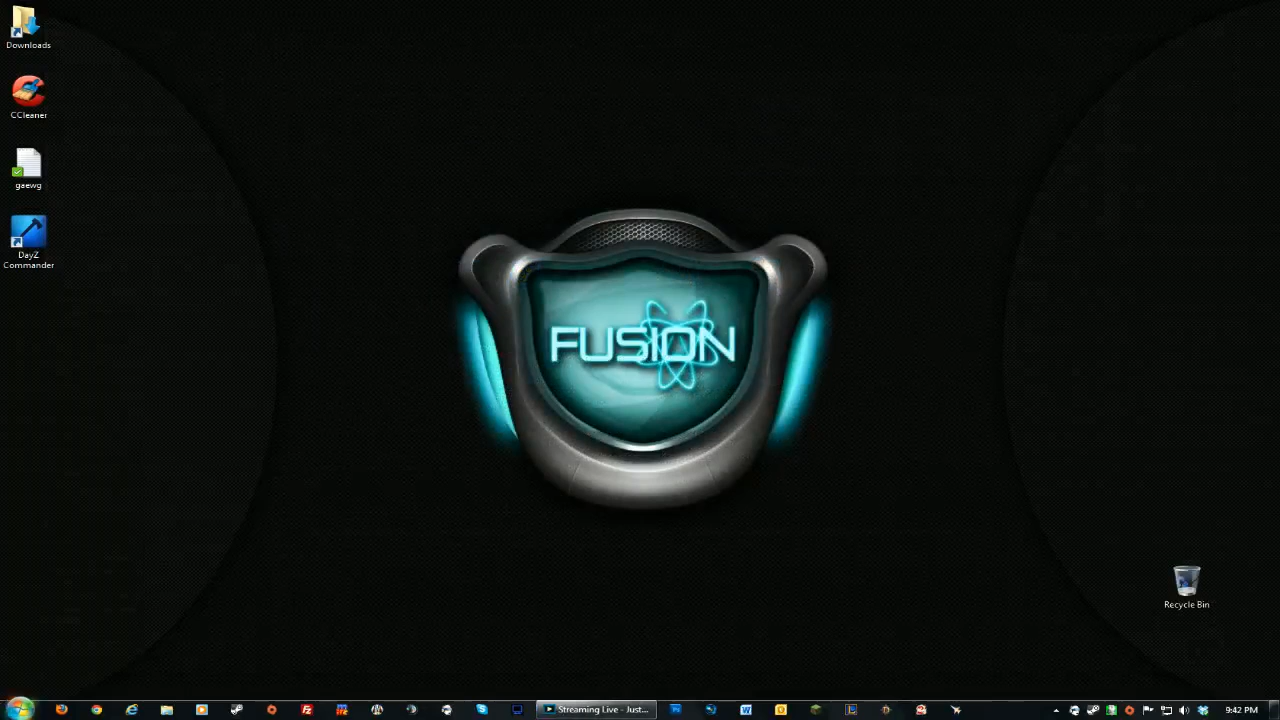 Downloads
CCleaner
gaewg
DayZ
Commander
FUSION
Recycle Bin
Streaming Live - Just...
9:42 PM